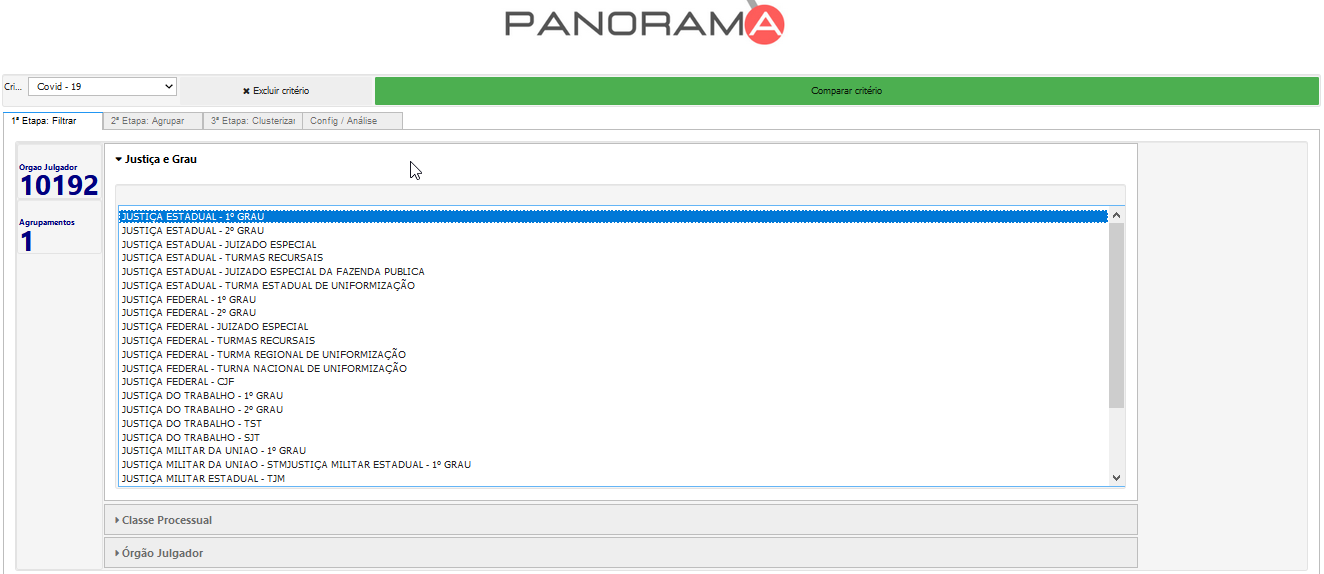 PANORAMA
Cri... Covid - 19 ✖ Excluir critério Comparar critério
1ª Etapa: Filtrar 2ª Etapa: Agrupar 3ª Etapa: Clusterizar Config / Análise
Orgao Julgador
10192
Agrupamentos
1
Justiça e Grau
JUSTIÇA ESTADUAL - 1º GRAU
JUSTIÇA ESTADUAL - 2º GRAU
JUSTIÇA ESTADUAL - JUIZADO ESPECIAL
JUSTIÇA ESTADUAL - TURMAS RECURSAIS
JUSTIÇA ESTADUAL - JUIZADO ESPECIAL DA FAZENDA PUBLICA
JUSTIÇA ESTADUAL - TURMA ESTADUAL DE UNIFORMIZAÇÃO
JUSTIÇA FEDERAL - 1º GRAU
JUSTIÇA FEDERAL - 2º GRAU
JUSTIÇA FEDERAL - JUIZADO ESPECIAL
JUSTIÇA FEDERAL - TURMAS RECURSAIS
JUSTIÇA FEDERAL - TURMA REGIONAL DE UNIFORMIZAÇÃO
JUSTIÇA FEDERAL - TURNA NACIONAL DE UNIFORMIZAÇÃO
JUSTIÇA FEDERAL - CJF
JUSTIÇA DO TRABALHO - 1º GRAU
JUSTIÇA DO TRABALHO - 2º GRAU
JUSTIÇA DO TRABALHO - TST
JUSTIÇA DO TRABALHO - SJT
JUSTIÇA MILITAR DA UNIAO - 1º GRAU
JUSTIÇA MILITAR DA UNIAO - STMJUSTIÇA MILITAR ESTADUAL - 1º GRAU
JUSTIÇA MILITAR ESTADUAL - TJM
Classe Processual
Órgão Julgador